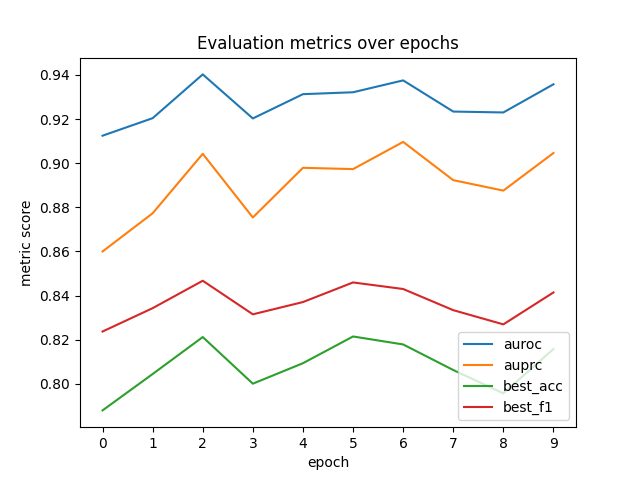 Evaluation metrics over epochs
metric score
0.94
0.92
0.90
0.88
0.86
0.84
0.82
0.80
auroc
auprc
best_acc
best_f1
0 1 2 3 4 5 6 7 8 9
epoch